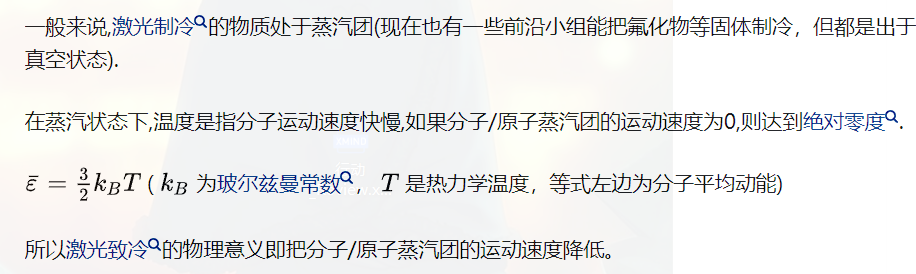 一般来说,激光制冷的物质处于蒸汽团(现在也有一些前沿小组能把氟化物等固体制冷，但都是出于
真空状态).
在蒸汽状态下,温度是指分子运动速度快慢,如果分子/原子蒸汽团的运动速度为0,则达到绝对零度.
$\bar{\varepsilon} = \frac{3}{2} k_B T$ ( $k_B$ 为玻尔兹曼常数， $T$ 是热力学温度，等式左边为分子平均动能)
所以激光致冷的物理意义即把分子/原子蒸汽团的运动速度降低。